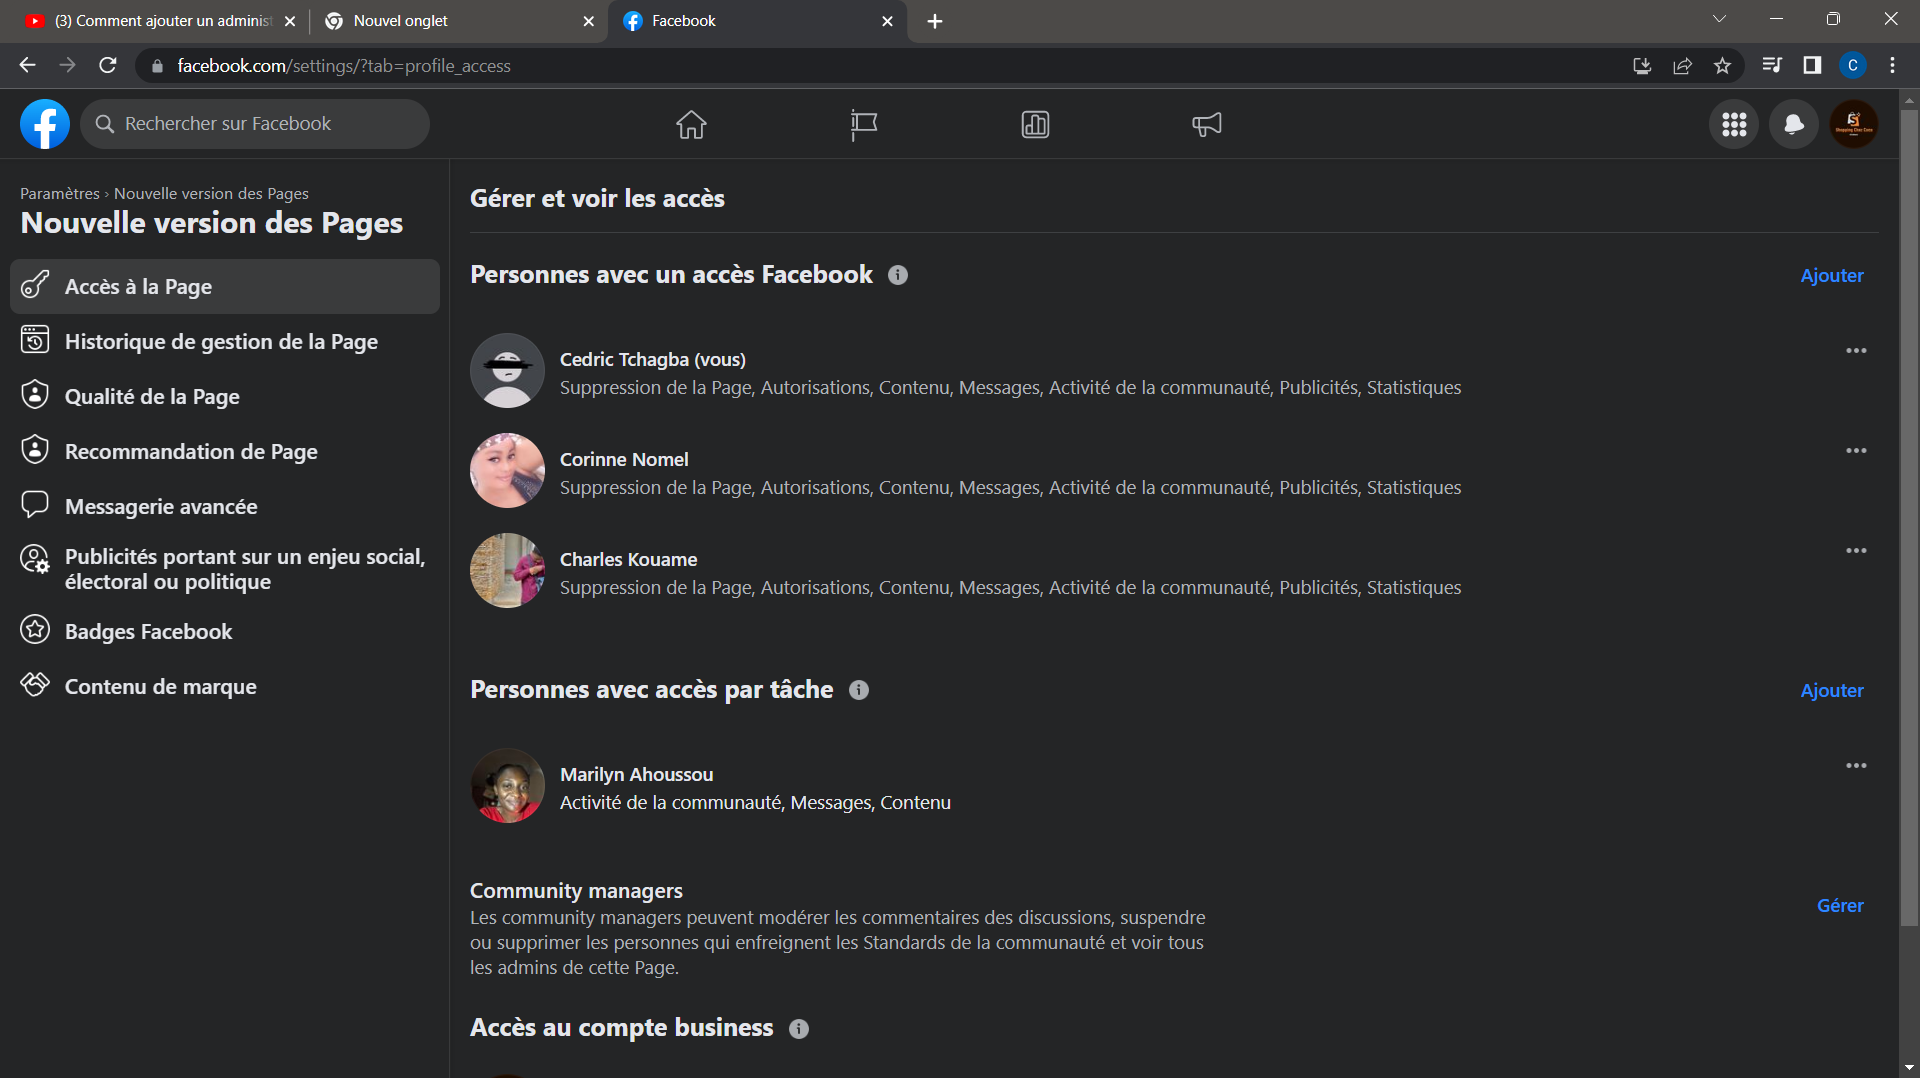 (3) Comment ajouter un administ
Nouvel onglet
Facebook
facebook.com/settings/?tab=profile_access
C
Rechercher sur Facebook
Paramètres › Nouvelle version des Pages
Nouvelle version des Pages
Accès à la Page
Historique de gestion de la Page
Qualité de la Page
Recommandation de Page
Messagerie avancée
Publicités portant sur un enjeu social,
électoral ou politique
Badges Facebook
Contenu de marque
Gérer et voir les accès
Personnes avec un accès Facebook
Ajouter
Cedric Tchagba (vous)
Suppression de la Page, Autorisations, Contenu, Messages, Activité de la communauté, Publicités, Statistiques
Corinne Nomel
Suppression de la Page, Autorisations, Contenu, Messages, Activité de la communauté, Publicités, Statistiques
Charles Kouame
Suppression de la Page, Autorisations, Contenu, Messages, Activité de la communauté, Publicités, Statistiques
Personnes avec accès par tâche
Ajouter
Marilyn Ahoussou
Activité de la communauté, Messages, Contenu
Community managers
Les community managers peuvent modérer les commentaires des discussions, suspendre
ou supprimer les personnes qui enfreignent les Standards de la communauté et voir tous
les admins de cette Page.
Gérer
Accès au compte business